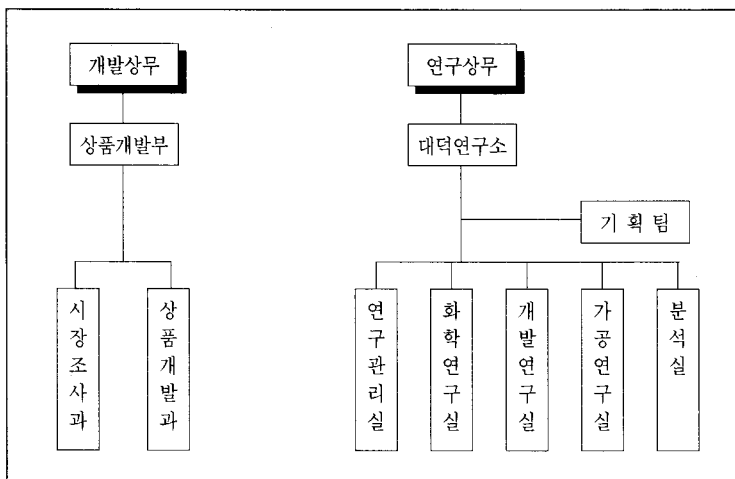 개발상무
연구상무
상품개발부
대덕연구소
기획팀
시장조사과
상품개발과
연구관리실
화학연구실
개발연구실
가공연구실
분석실